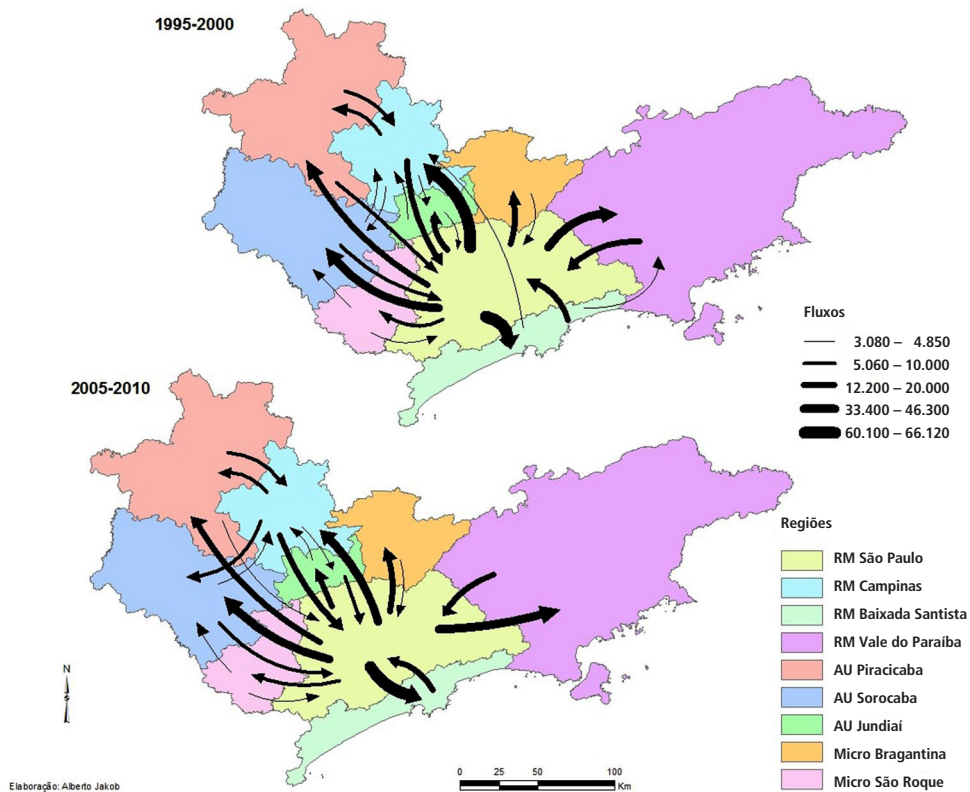 1995-2000
Fluxos
3.080 – 4.850
5.060 – 10.000
12.200 – 20.000
33.400 – 46.300
60.100 – 66.120
2005-2010
Regiões
RM São Paulo
RM Campinas
RM Baixada Santista
RM Vale do Paraíba
AU Piracicaba
AU Sorocaba
AU Jundiaí
Micro Bragantina
Micro São Roque
N
S
Elaboração: Alberto Jakob
0 25 50 100
Km